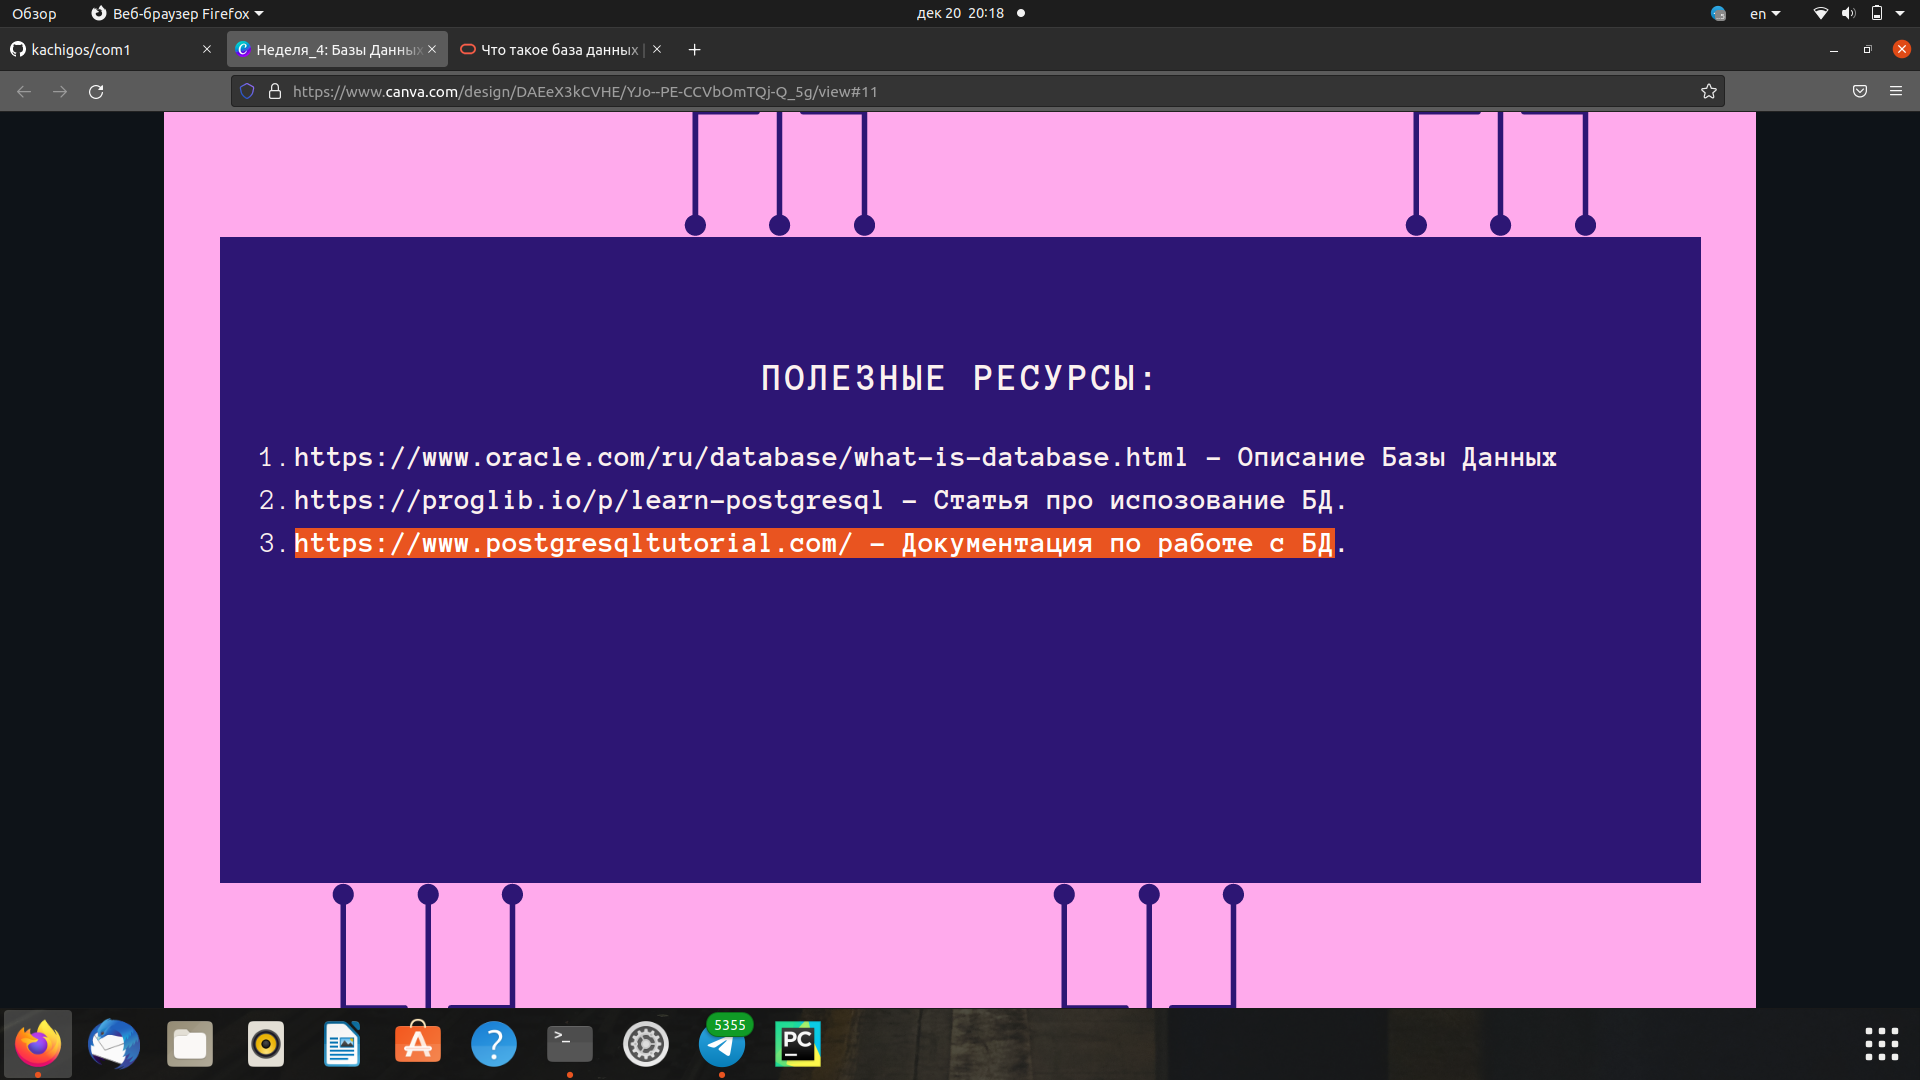 Обзор
Веб-браузер Firefox
дек 20 20:18
en
kachigos/com1
Неделя_4: Базы Данных
Что такое база данных |
https://www.canva.com/design/DAEeX3kCVHE/YJo--PE-CCVbOmTQj-Q_5g/view#11
ПОЛЕЗНЫЕ РЕСУРСЫ:
1. https://www.oracle.com/ru/database/what-is-database.html - Описание Базы Данных
2. https://proglib.io/p/learn-postgresql - Статья про испозование БД.
3. https://www.postgresqltutorial.com/ - Документация по работе с БД.
>_
5355
PC